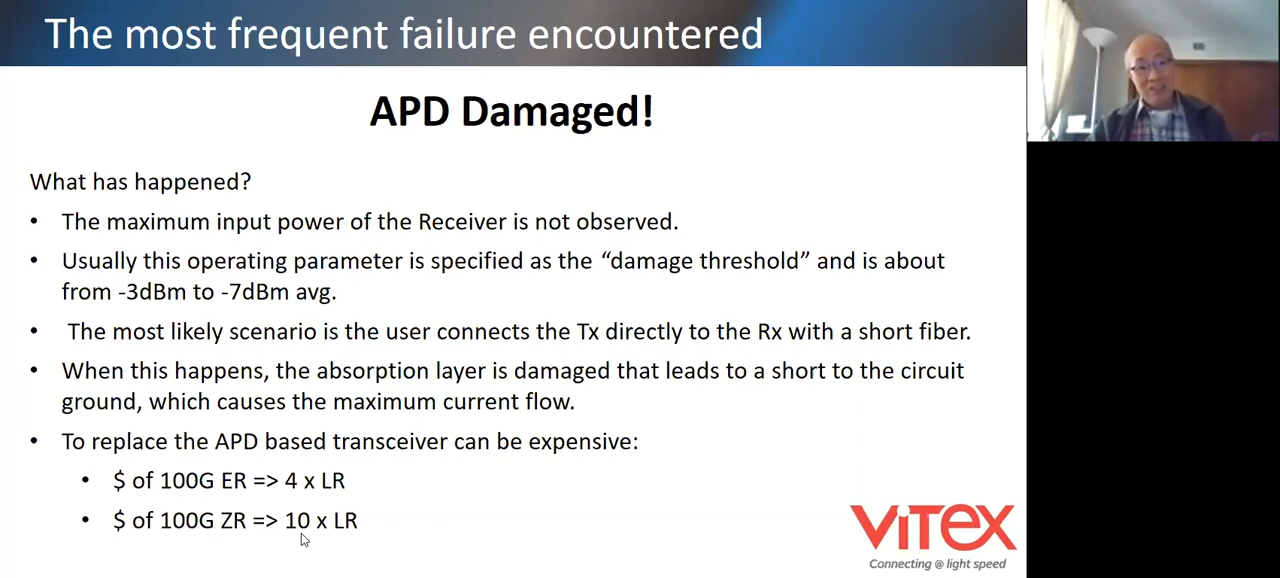 The most frequent failure encountered
APD Damaged!
What has happened?
• The maximum input power of the Receiver is not observed.
• Usually this operating parameter is specified as the “damage threshold” and is about
from -3dBm to -7dBm avg.
• The most likely scenario is the user connects the Tx directly to the Rx with a short fiber.
• When this happens, the absorption layer is damaged that leads to a short to the circuit
ground, which causes the maximum current flow.
• To replace the APD based transceiver can be expensive:
• $ of 100G ER => 4 x LR
• $ of 100G ZR => 10 x LR
ViTEX
Connecting @ light speed